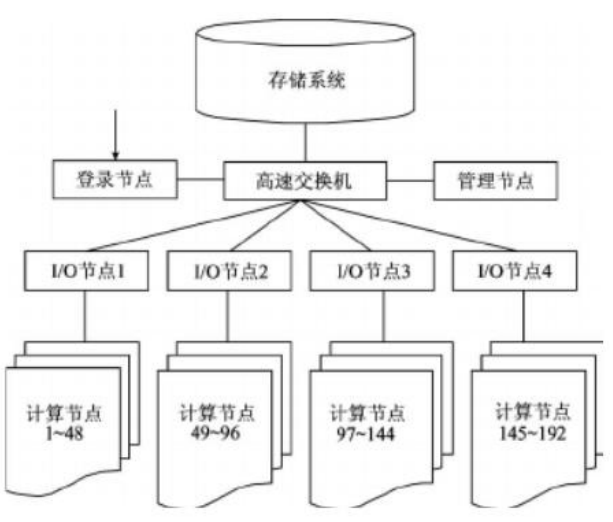 存储系统
登录节点
高速交换机
管理节点
I/O节点1
I/O节点2
I/O节点3
I/O节点4
计算节点
1~48
计算节点
49~96
计算节点
97~144
计算节点
145~192